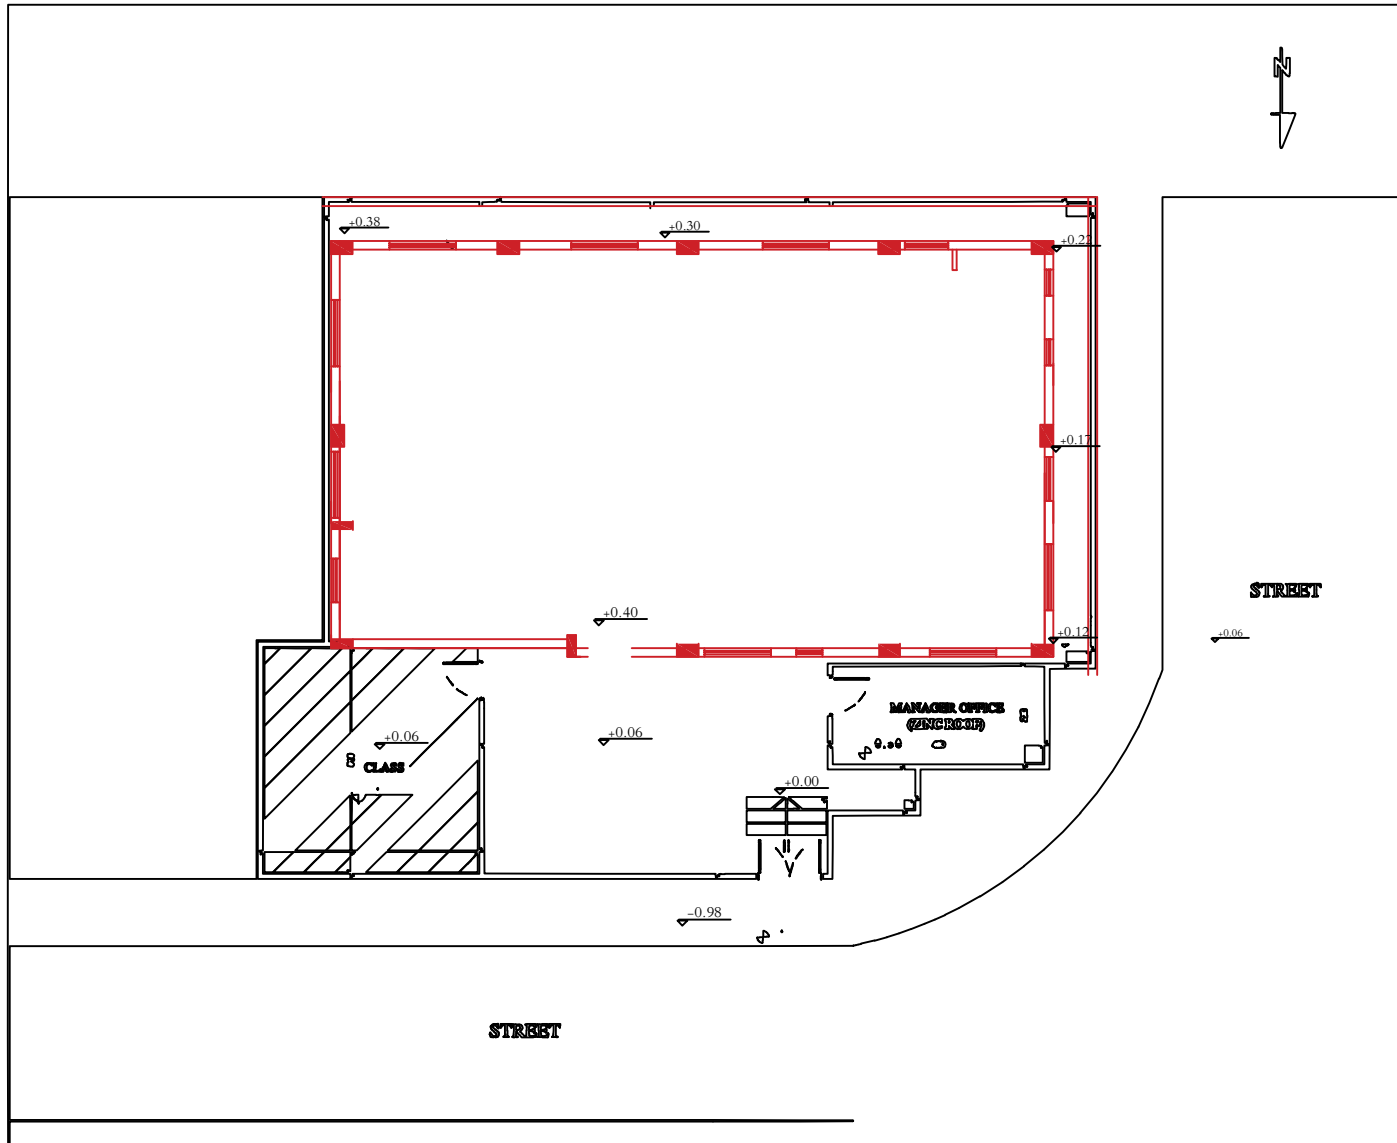 N
+0.38
+0.30
+0.22
+0.17
STREET
+0.40
+0.12
+0.06
MANAGER OFFICE
(ZINC ROOF)
+0.06
+0.06
CLASS
+0.00
-0.98
STREET